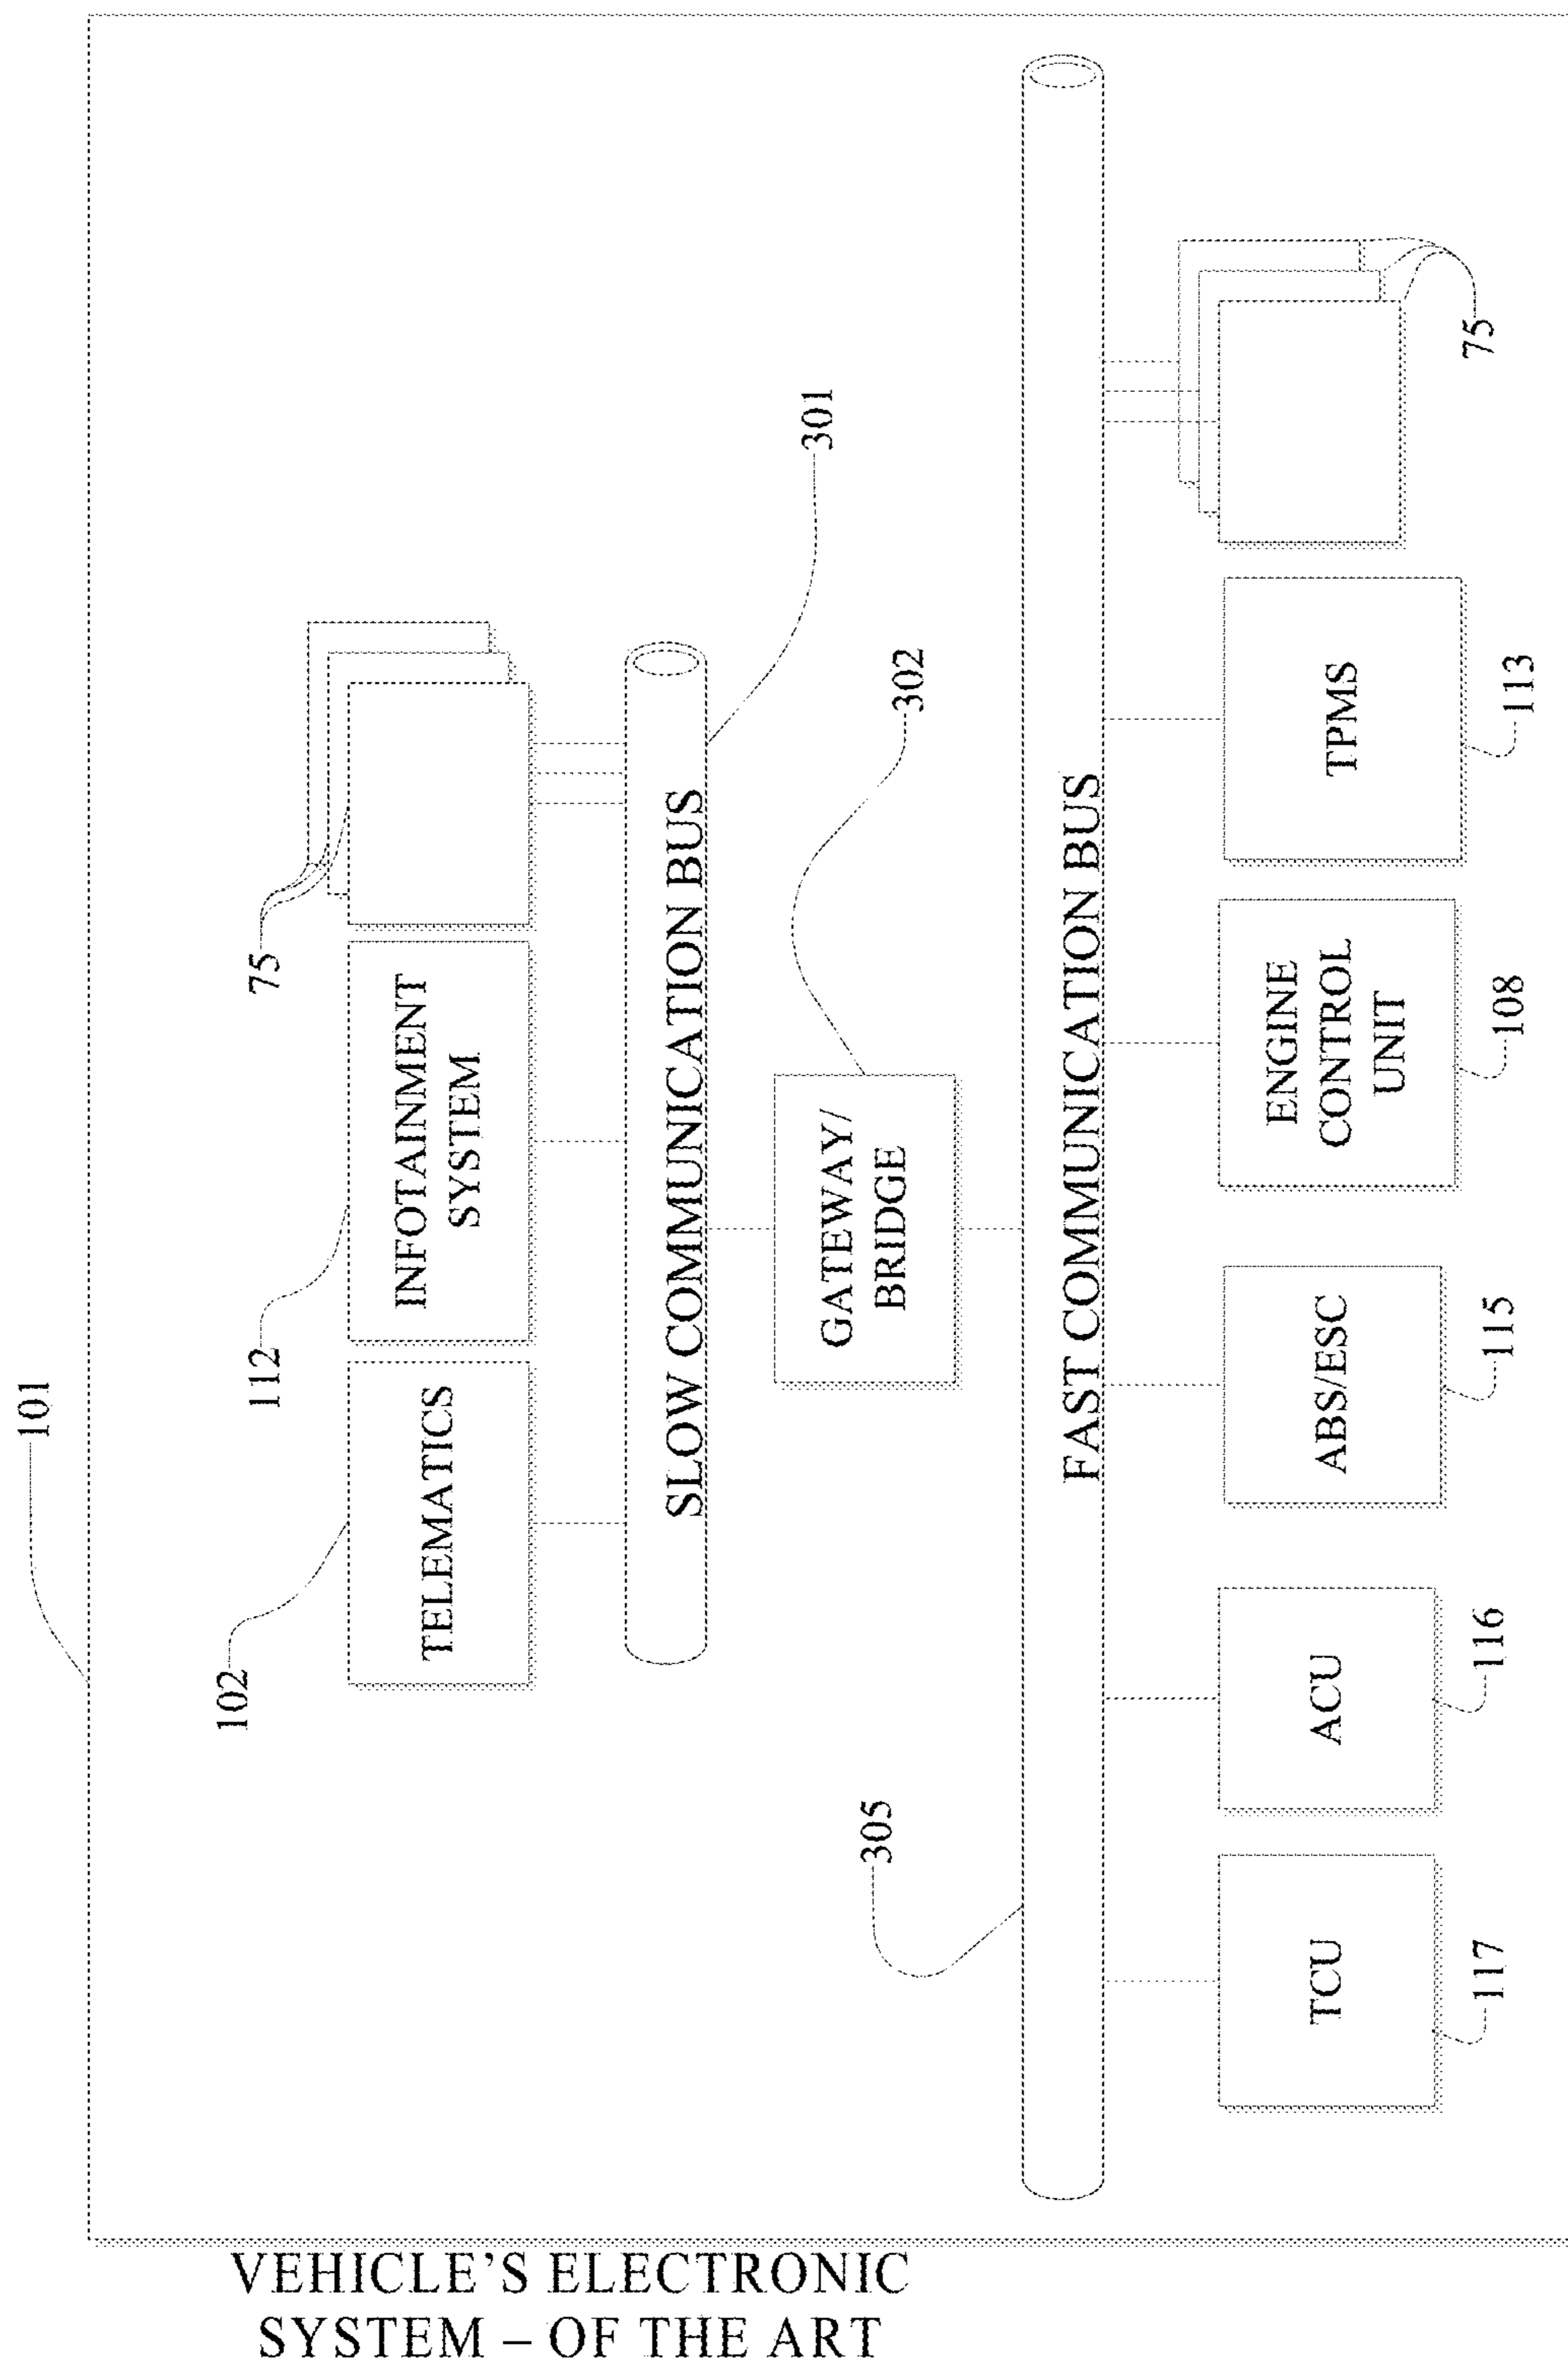 101
102
112
75
TELEMATICS
INFOTAINMENT
SYSTEM
SLOW COMMUNICATION BUS
301
GATEWAY/
BRIDGE
302
305
FAST COMMUNICATION BUS
TCU
ACU
ABS/ESC
ENGINE
CONTROL
UNIT
TPMS
117
116
115
108
113
75
VEHICLE’S ELECTRONIC
SYSTEM – OF THE ART